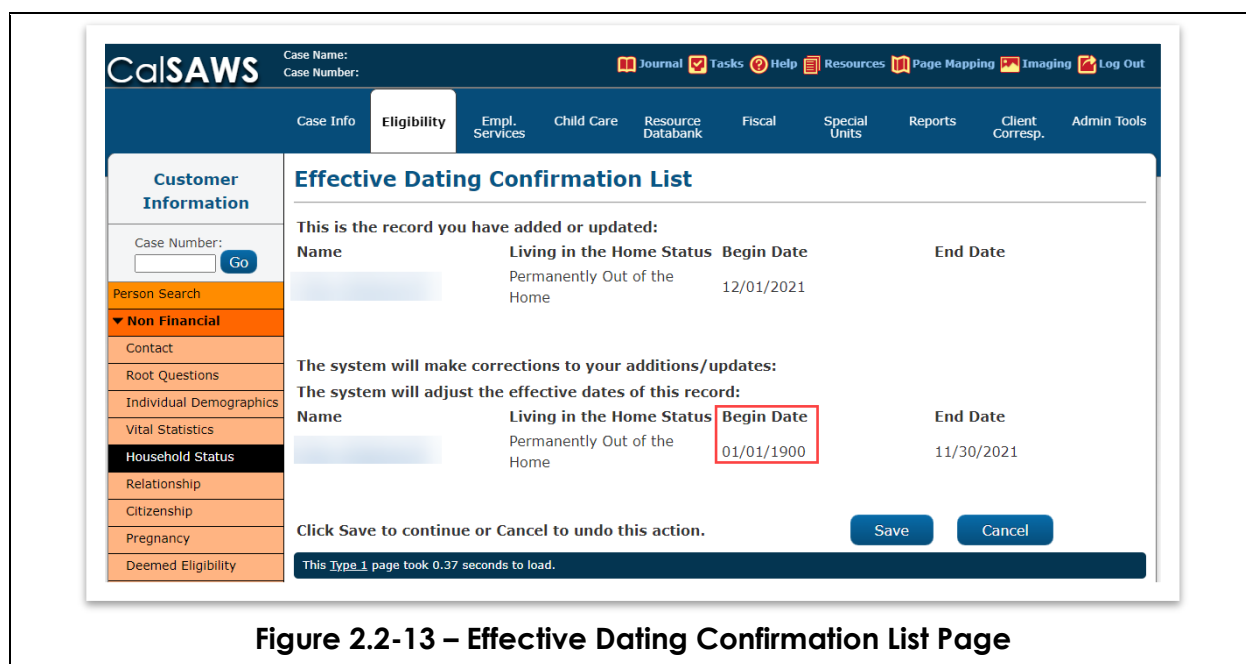 CalSAWS
Case Name:
Case Number:
Journal Tasks Help Resources Page Mapping Imaging Log Out
Case Info Eligibility Empl. Services Child Care Resource Databank Fiscal Special Units Reports Client Corresp. Admin Tools
Customer Information
Case Number:
Go
Person Search
Non Financial
Contact
Root Questions
Individual Demographics
Vital Statistics
Household Status
Relationship
Citizenship
Pregnancy
Deemed Eligibility
Effective Dating Confirmation List
This is the record you have added or updated:
Name Living in the Home Status Begin Date End Date
Permanently Out of the Home 12/01/2021
The system will make corrections to your additions/updates:
The system will adjust the effective dates of this record:
Name Living in the Home Status Begin Date End Date
Permanently Out of the Home 01/01/1900 11/30/2021
Click Save to continue or Cancel to undo this action. Save Cancel
This Type 1 page took 0.37 seconds to load.
Figure 2.2-13 – Effective Dating Confirmation List Page